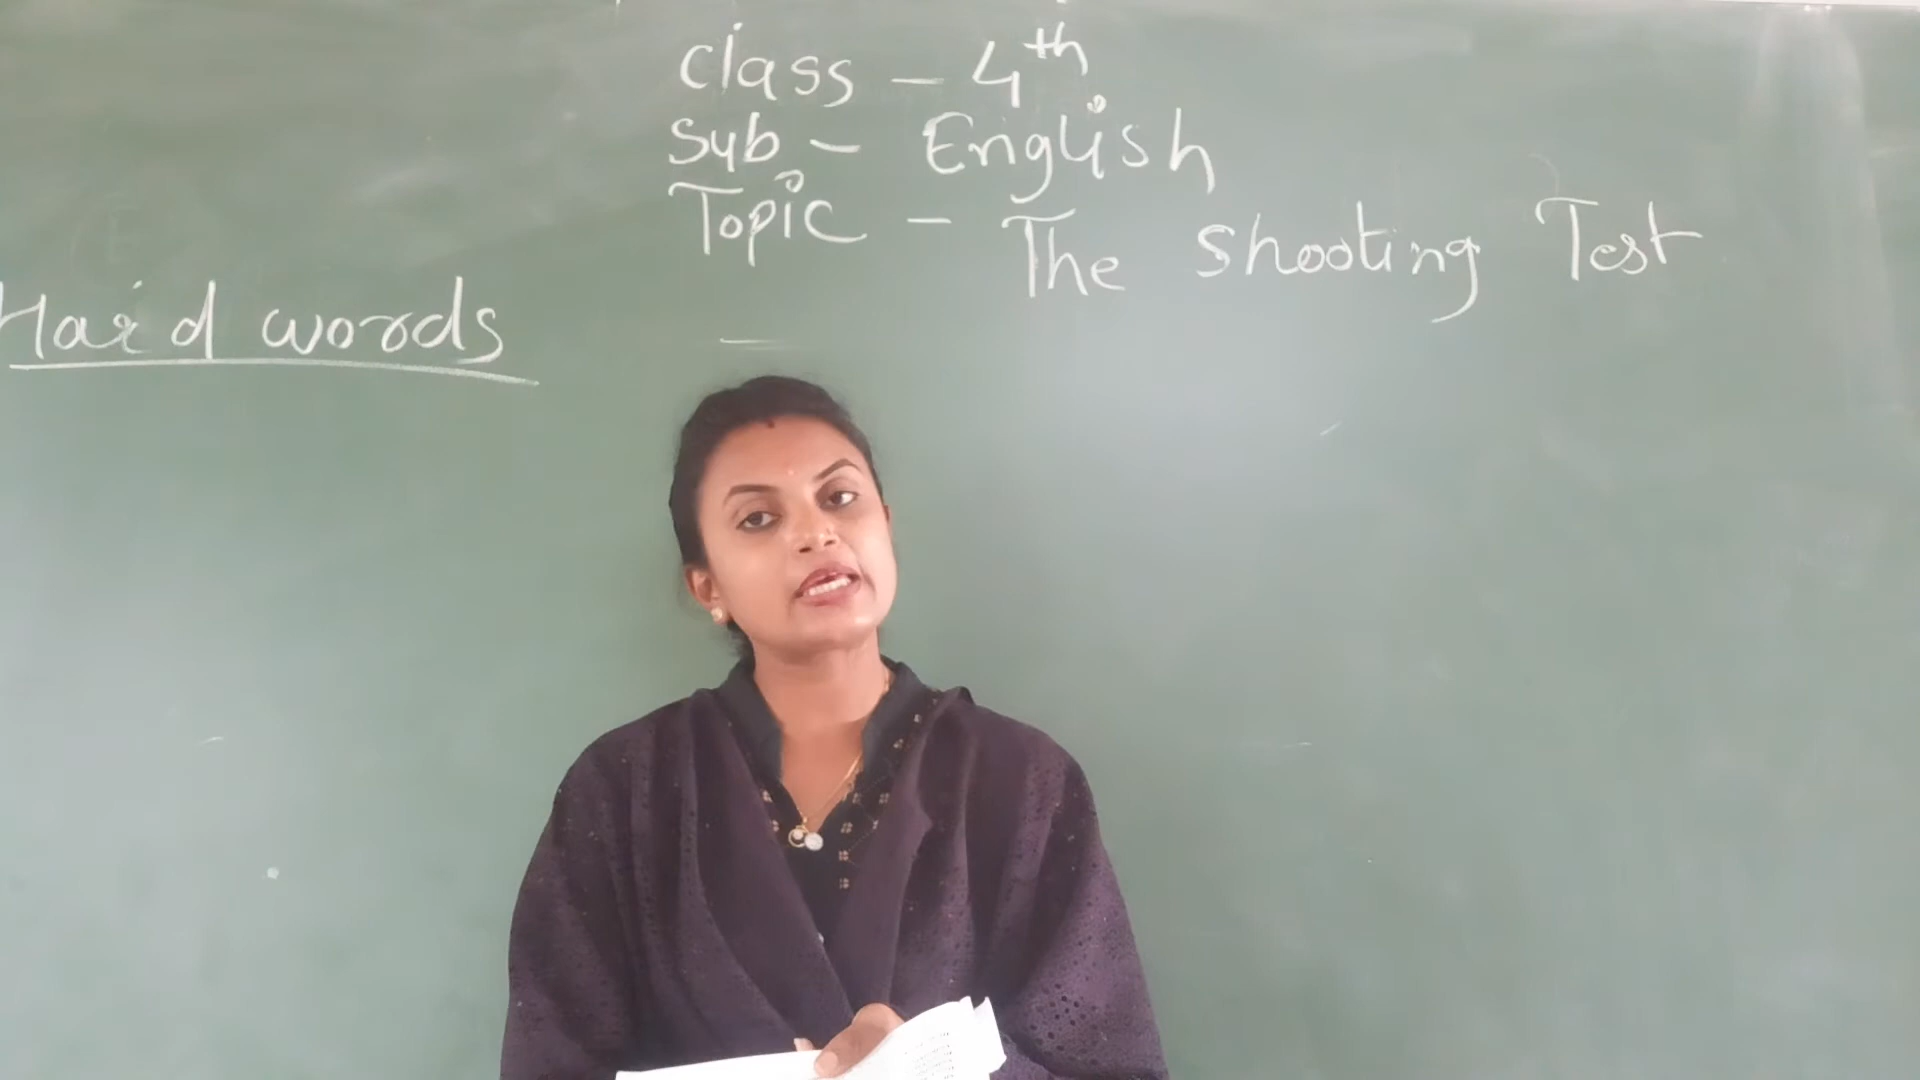 Class - 4th
Sub - English
Topic - The Shooting Test
Hard words